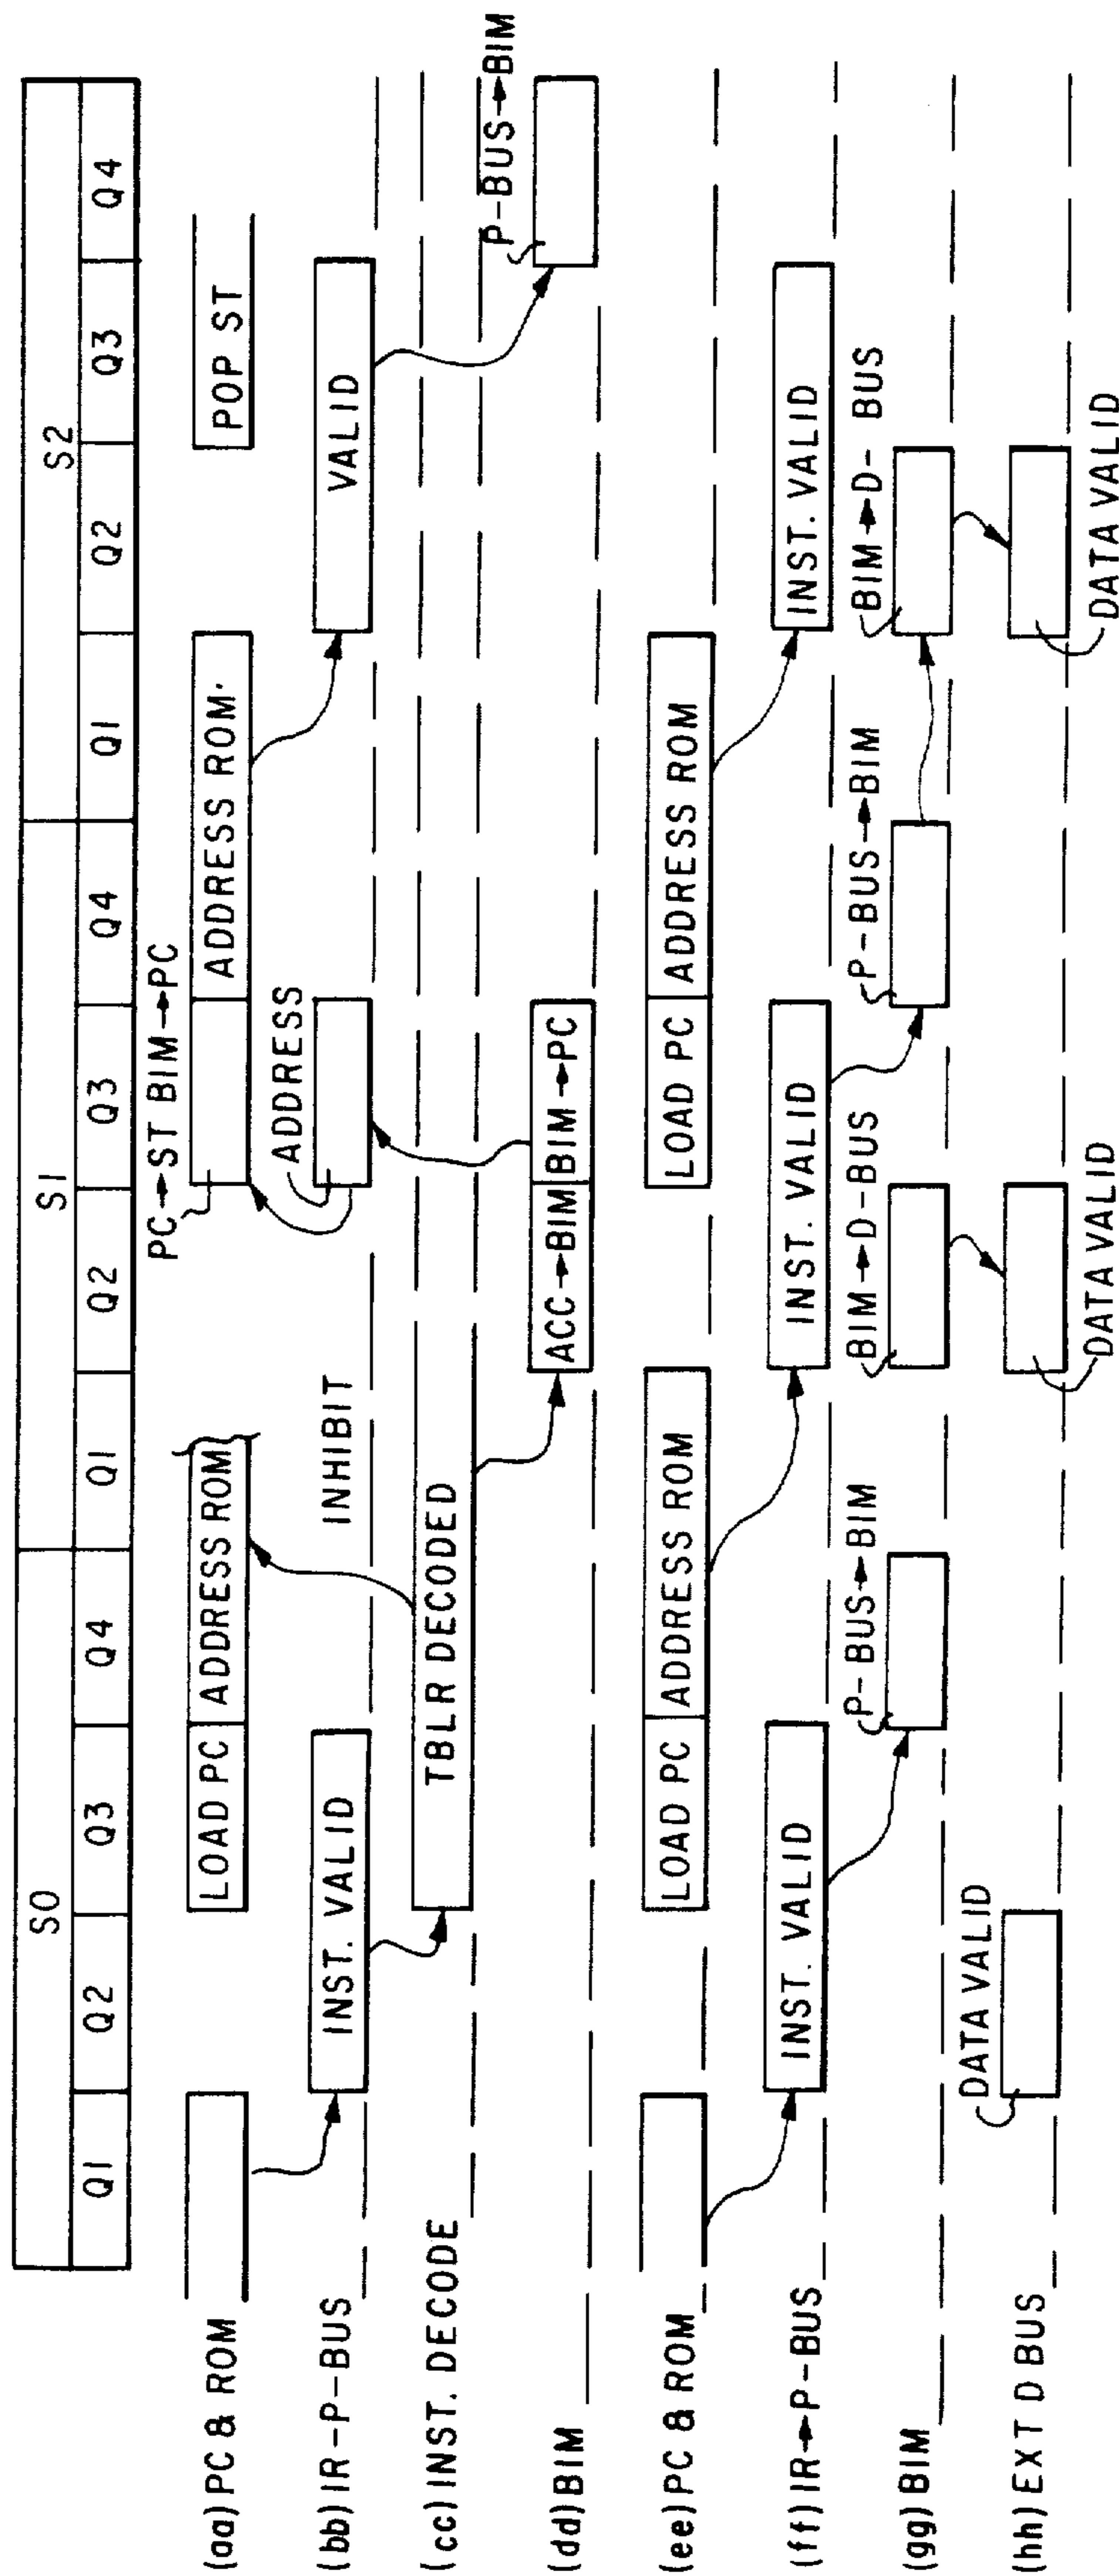 S0 S1 S2
Q1 Q2 Q3 Q4 Q1 Q2 Q3 Q4 Q1 Q2 Q3 Q4
PC→ST BIM→PC
(aa) PC & ROM LOAD PC ADDRESS ROM ADDRESS ROM. POP ST
ADDRESS
(bb) IR-P-BUS INST. VALID INHIBIT VALID
(cc) INST. DECODE TBLR DECODED
P-BUS→BIM
(dd) BIM ACC→BIM BIM→PC
(ee) PC & ROM LOAD PC ADDRESS ROM LOAD PC ADDRESS ROM
(ff) IR→P-BUS INST. VALID INST. VALID INST. VALID
P-BUS→BIM BIM→D-BUS P-BUS→BIM BIM→D- BUS
(gg) BIM
DATA VALID
(hh) EXT D BUS
DATA VALID DATA VALID